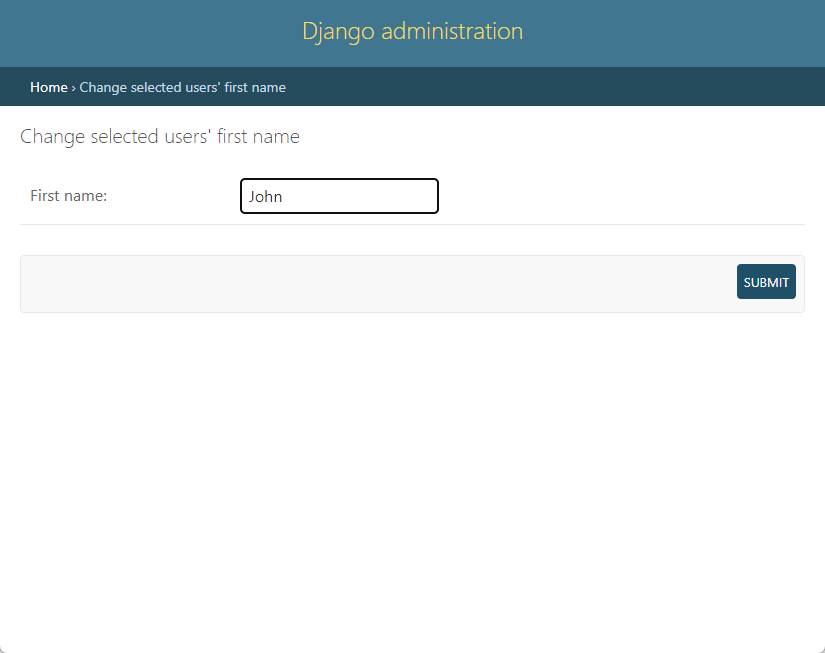 Django administration
Home › Change selected users' first name
Change selected users' first name
First name: John
SUBMIT